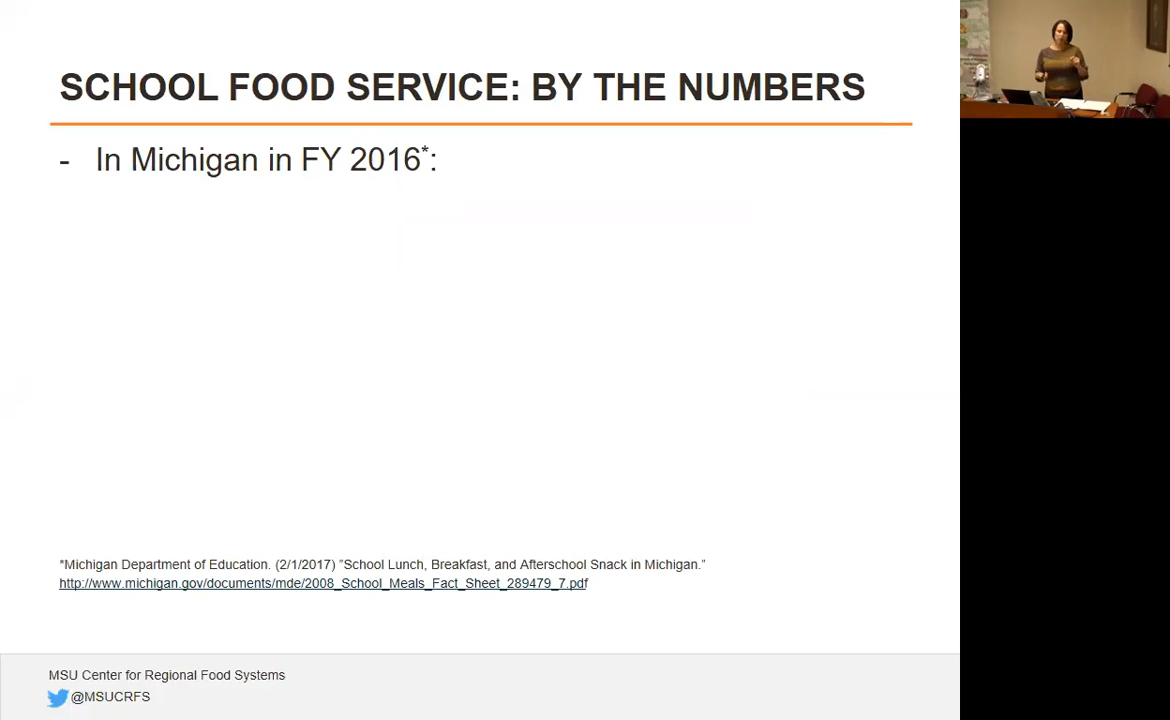 SCHOOL FOOD SERVICE: BY THE NUMBERS
- In Michigan in FY 2016*:
*Michigan Department of Education. (2/1/2017) "School Lunch, Breakfast, and Afterschool Snack in Michigan."
http://www.michigan.gov/documents/mde/2008_School_Meals_Fact_Sheet_289479_7.pdf
MSU Center for Regional Food Systems
@MSUCRFS